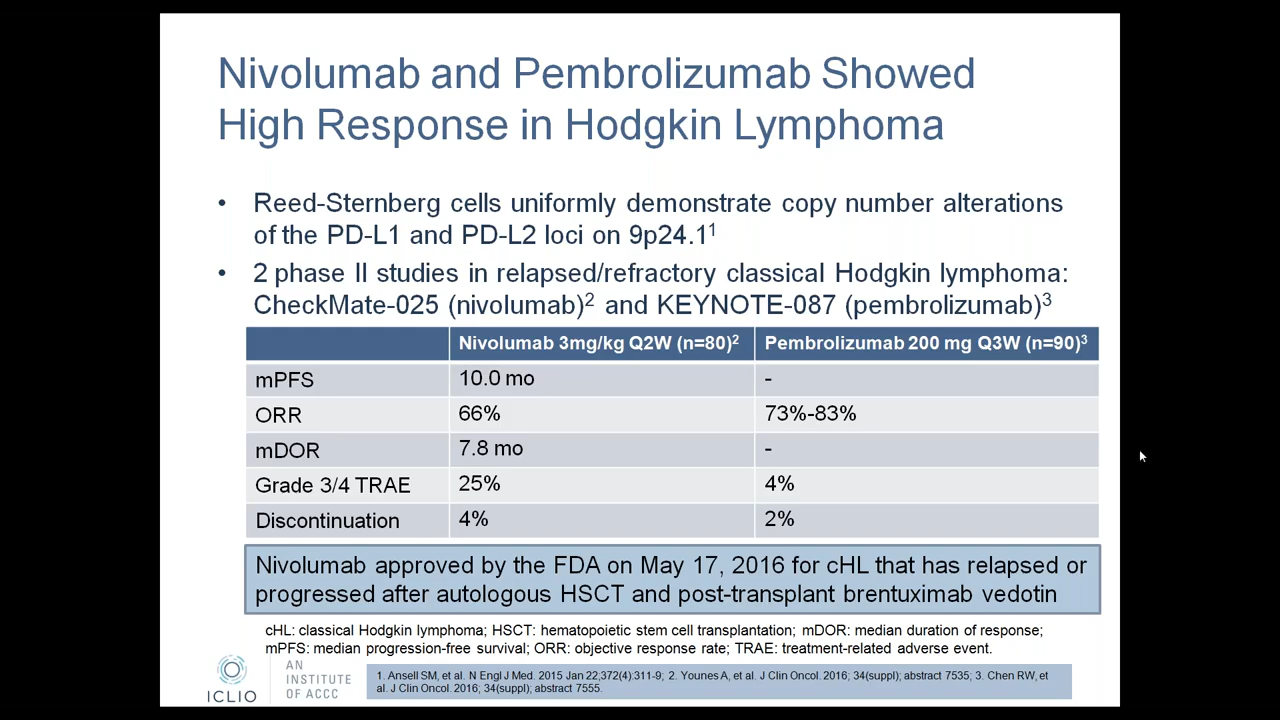 Nivolumab and Pembrolizumab Showed
High Response in Hodgkin Lymphoma
• Reed-Sternberg cells uniformly demonstrate copy number alterations
of the PD-L1 and PD-L2 loci on 9p24.1¹
• 2 phase II studies in relapsed/refractory classical Hodgkin lymphoma:
CheckMate-025 (nivolumab)² and KEYNOTE-087 (pembrolizumab)³
Nivolumab 3mg/kg Q2W (n=80)² Pembrolizumab 200 mg Q3W (n=90)³
mPFS 10.0 mo -
ORR 66% 73%-83%
mDOR 7.8 mo -
Grade 3/4 TRAE 25% 4%
Discontinuation 4% 2%
Nivolumab approved by the FDA on May 17, 2016 for cHL that has relapsed or
progressed after autologous HSCT and post-transplant brentuximab vedotin
cHL: classical Hodgkin lymphoma; HSCT: hematopoietic stem cell transplantation; mDOR: median duration of response;
mPFS: median progression-free survival; ORR: objective response rate; TRAE: treatment-related adverse event.
ICLIO
AN
INSTITUTE
OF ACCC
1. Ansell SM, et al. N Engl J Med. 2015 Jan 22;372(4):311-9; 2. Younes A, et al. J Clin Oncol. 2016; 34(suppl); abstract 7535; 3. Chen RW, et
al. J Clin Oncol. 2016; 34(suppl); abstract 7555.